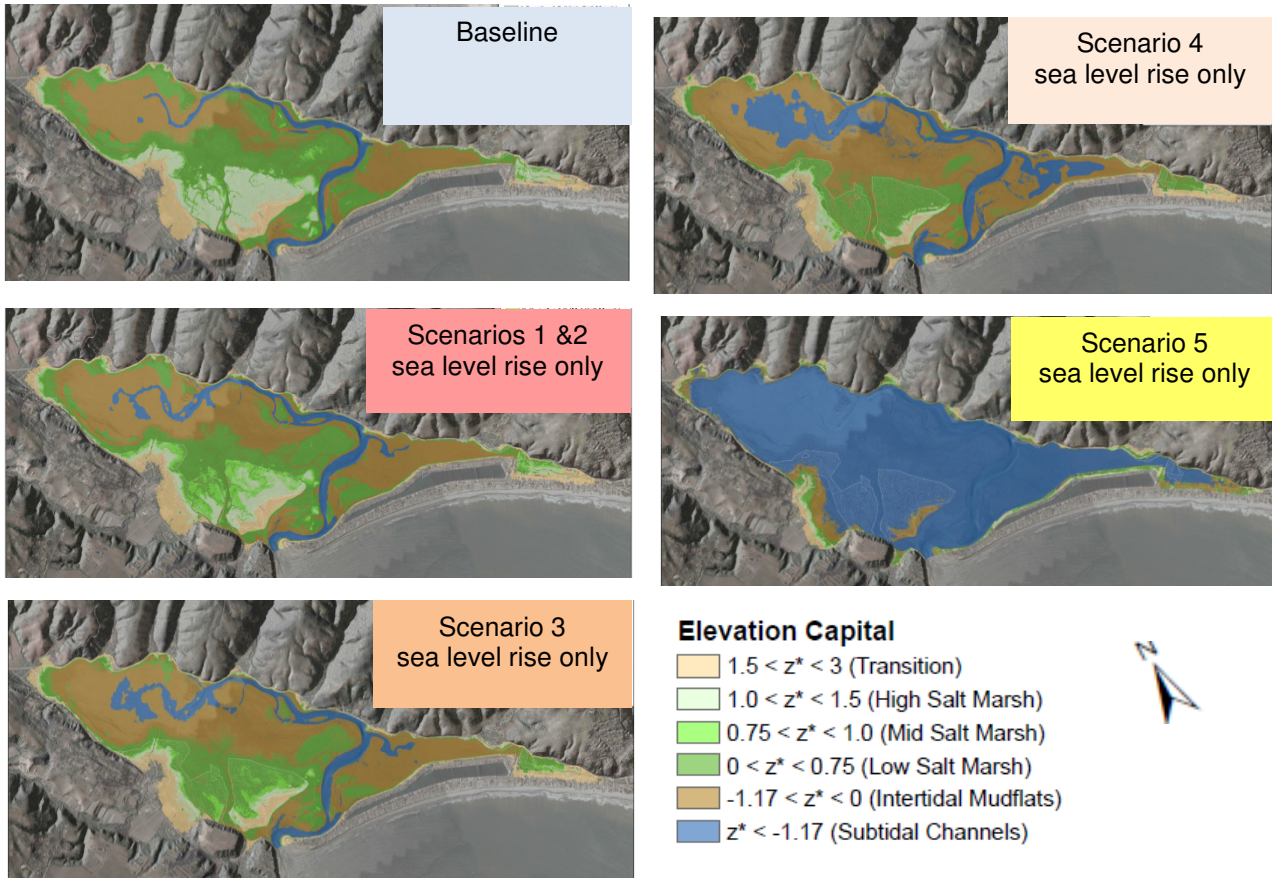 Baseline
Scenario 4
sea level rise only
Scenarios 1 &2
sea level rise only
Scenario 5
sea level rise only
Scenario 3
sea level rise only
Elevation Capital
1.5 < z* < 3 (Transition)
1.0 < z* < 1.5 (High Salt Marsh)
0.75 < z* < 1.0 (Mid Salt Marsh)
0 < z* < 0.75 (Low Salt Marsh)
-1.17 < z* < 0 (Intertidal Mudflats)
z* < -1.17 (Subtidal Channels)
N